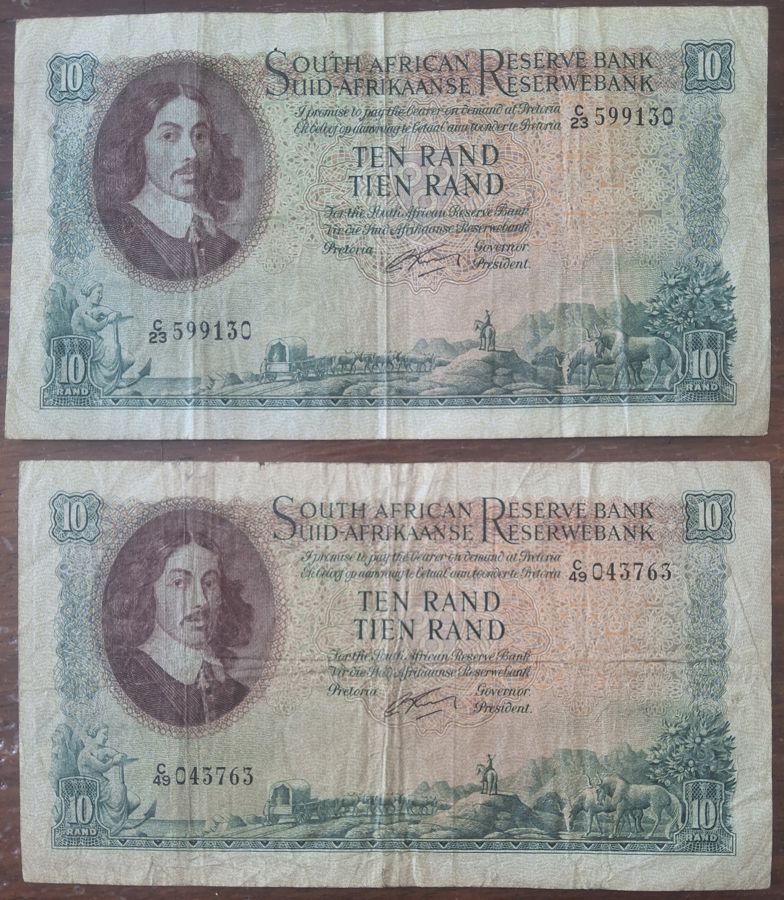 10
10
SOUTH AFRICAN RESERVE BANK
SUID-AFRIKAANSE RESERWEBANK
I promise to pay the bearer on demand at Pretoria
Ek beloof op aanvraag te betaal aan toonder te Pretoria
C/23 599130
TEN RAND
TIEN RAND
For the South African Reserve Bank
Vir die Suid-Afrikaanse Reserwebank
Pretoria Governor
President.
C/23 599130
10
RAND
10
RAND
10
10
SOUTH AFRICAN RESERVE BANK
SUID-AFRIKAANSE RESERWEBANK
I promise to pay the bearer on demand at Pretoria
Ek beloof op aanvraag te betaal aan toonder te Pretoria
C/49 043763
TEN RAND
TIEN RAND
For the South African Reserve Bank
Vir die Suid-Afrikaanse Reserwebank
Pretoria Governor
President.
C/49 043763
10
RAND
10
RAND